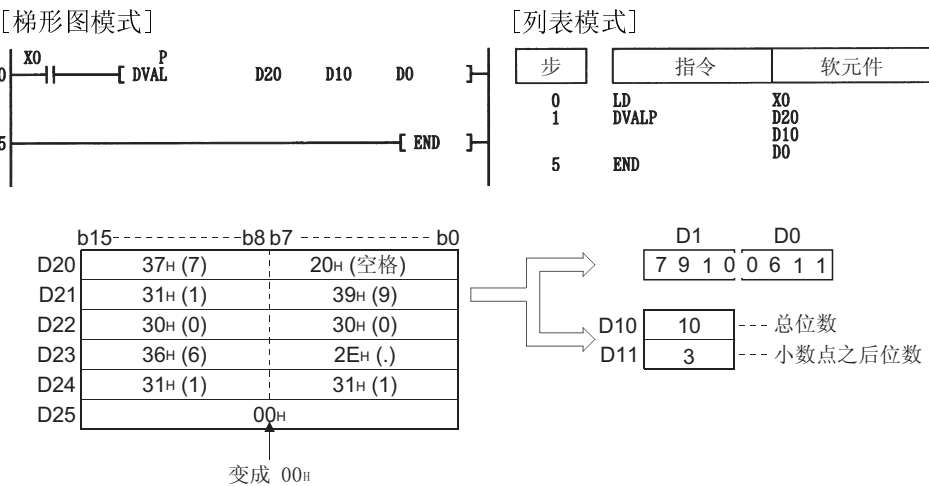 [梯形图模式]
X0 P
0 DVAL D20 D10 D0
5 END
[列表模式]
步 指令 软元件
0 LD X0
1 DVALP D20
D10
D0
5 END
b15 b8 b7 b0
D20 37H (7) 20H (空格)
D21 31H (1) 39H (9)
D22 30H (0) 30H (0)
D23 36H (6) 2EH (.)
D24 31H (1) 31H (1)
D25 00H
变成 00H
D1 D0
7 9 1 0 0 6 1 1
D10 10 --- 总位数
D11 3 --- 小数点之后位数